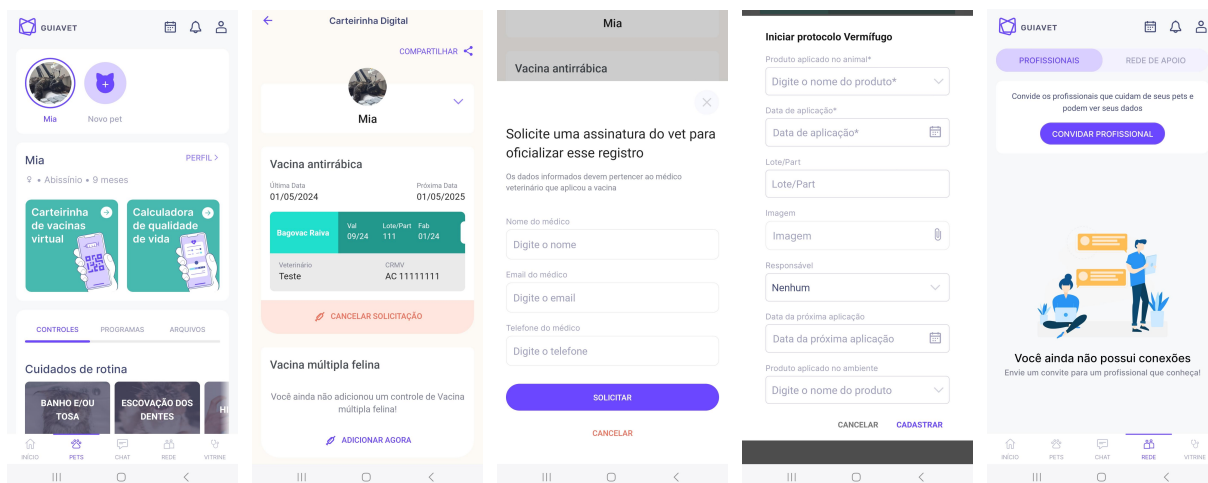 GUIAVET
Mia
Novo pet
Mia
PERFIL >
♀ • Abissínio • 9 meses
Carteirinha
de vacinas
virtual
Calculadora
de qualidade
de vida
CONTROLES
PROGRAMAS
ARQUIVOS
Cuidados de rotina
BANHO E/OU
TOSA
ESCOVAÇÃO DOS
DENTES
HI
INÍCIO
PETS
CHAT
REDE
VITRINE
Carteirinha Digital
COMPARTILHAR
Mia
Vacina antirrábica
Última Data
Próxima Data
01/05/2024
01/05/2025
Bagovac Raiva
Val
Lote/Part
Fab
09/24
111
01/24
Veterinário
CRMV
Teste
AC 11111111
CANCELAR SOLICITAÇÃO
Vacina múltipla felina
Você ainda não adicionou um controle de Vacina
múltipla felina!
ADICIONAR AGORA
Mia
Vacina antirrábica
Solicite uma assinatura do vet para
oficializar esse registro
Os dados informados devem pertencer ao médico
veterinário que aplicou a vacina
Nome do médico
Digite o nome
Email do médico
Digite o email
Telefone do médico
Digite o telefone
SOLICITAR
CANCELAR
Iniciar protocolo Vermífugo
Produto aplicado no animal*
Digite o nome do produto*
Data de aplicação*
Data de aplicação*
Lote/Part
Lote/Part
Imagem
Imagem
Responsável
Nenhum
Data da próxima aplicação
Data da próxima aplicação
Produto aplicado no ambiente
Digite o nome do produto
CANCELAR
CADASTRAR
GUIAVET
PROFISSIONAIS
REDE DE APOIO
Convide os profissionais que cuidam de seus pets e
podem ver seus dados
CONVIDAR PROFISSIONAL
Você ainda não possui conexões
Envie um convite para um profissional que conheça!
INÍCIO
PETS
CHAT
REDE
VITRINE